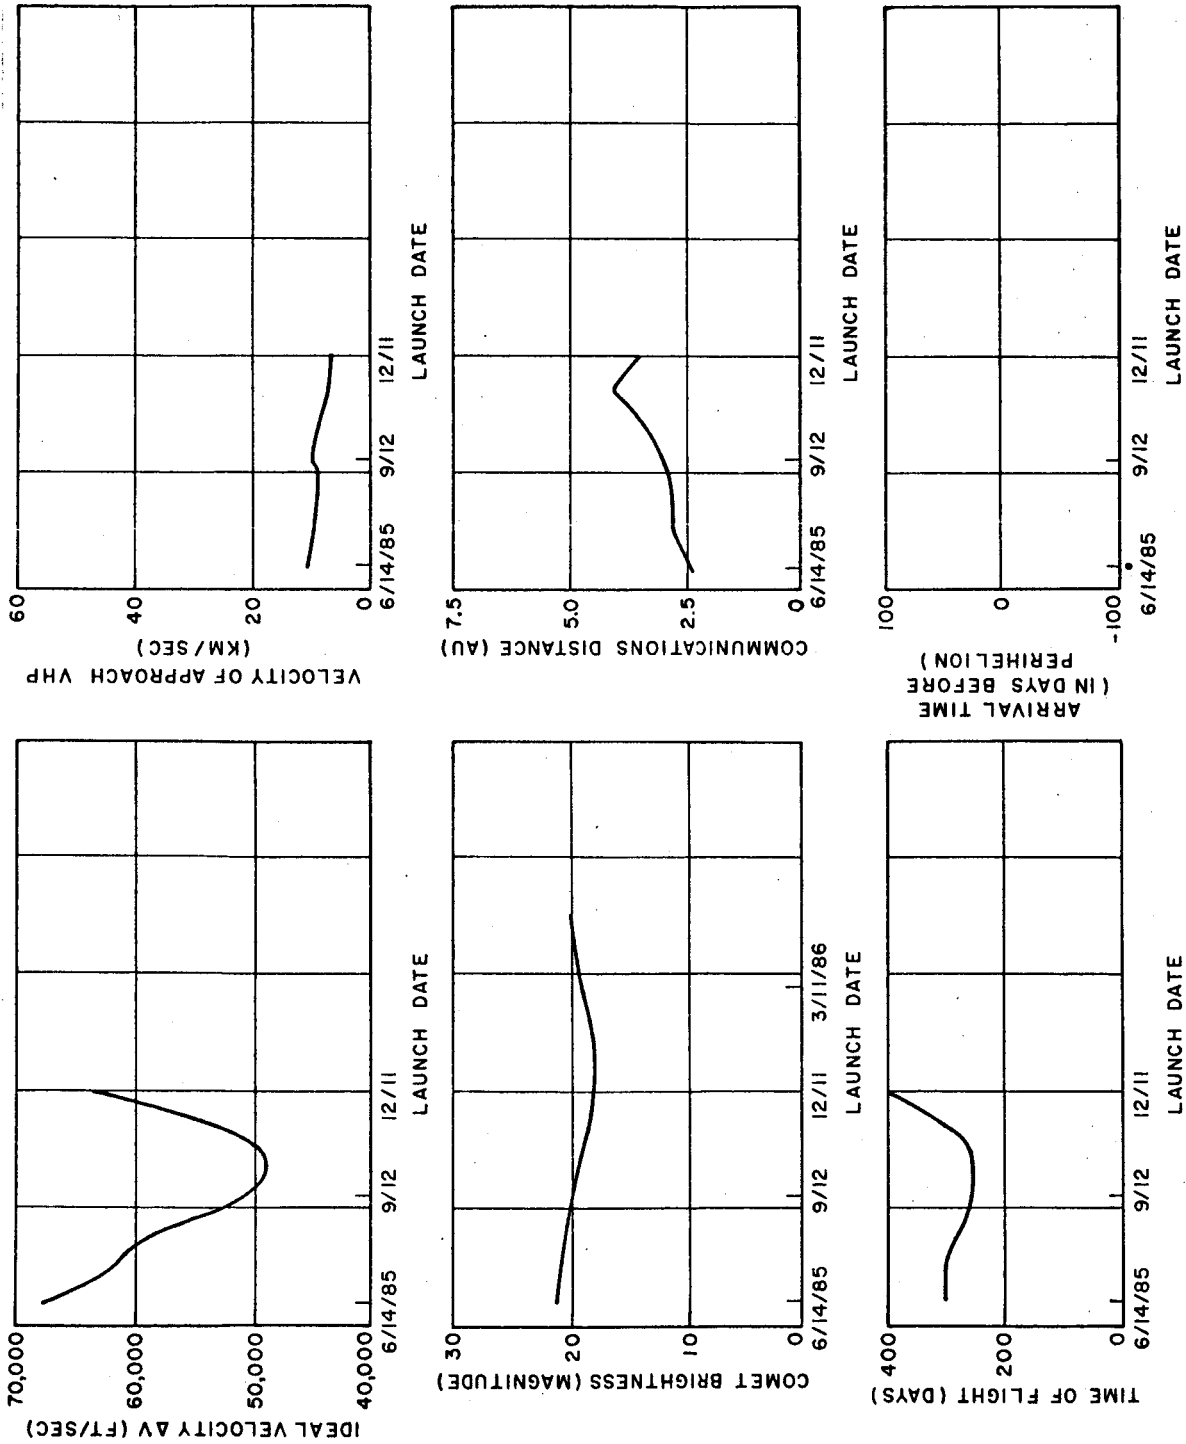 70,000
60,000
50,000
40,000
IDEAL VELOCITY ΔV (FT/SEC)
6/14/85 9/12 12/11
LAUNCH DATE
60
40
20
0
VELOCITY OF APPROACH VHP
(KM/SEC)
6/14/85 9/12 12/11
LAUNCH DATE
30
20
10
0
COMET BRIGHTNESS (MAGNITUDE)
6/14/85 9/12 12/11 3/11/86
LAUNCH DATE
7.5
5.0
2.5
0
COMMUNICATIONS DISTANCE (AU)
6/14/85 9/12 12/11
LAUNCH DATE
400
200
0
TIME OF FLIGHT (DAYS)
6/14/85 9/12 12/11
LAUNCH DATE
100
0
-100
ARRIVAL TIME
(IN DAYS BEFORE
PERIHELION)
6/14/85 9/12 12/11
LAUNCH DATE